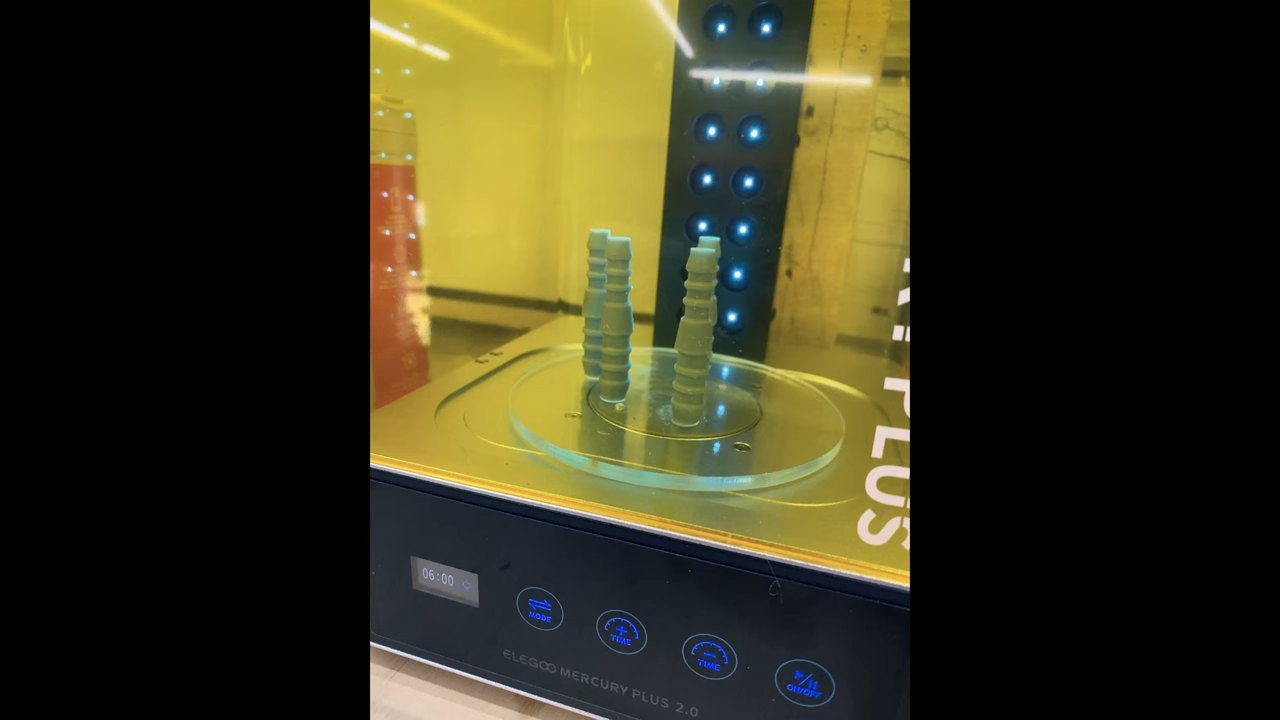 PLUS
06:00
MODE
TIME
TIME
ON/OFF
ELEGOO MERCURY PLUS 2.0